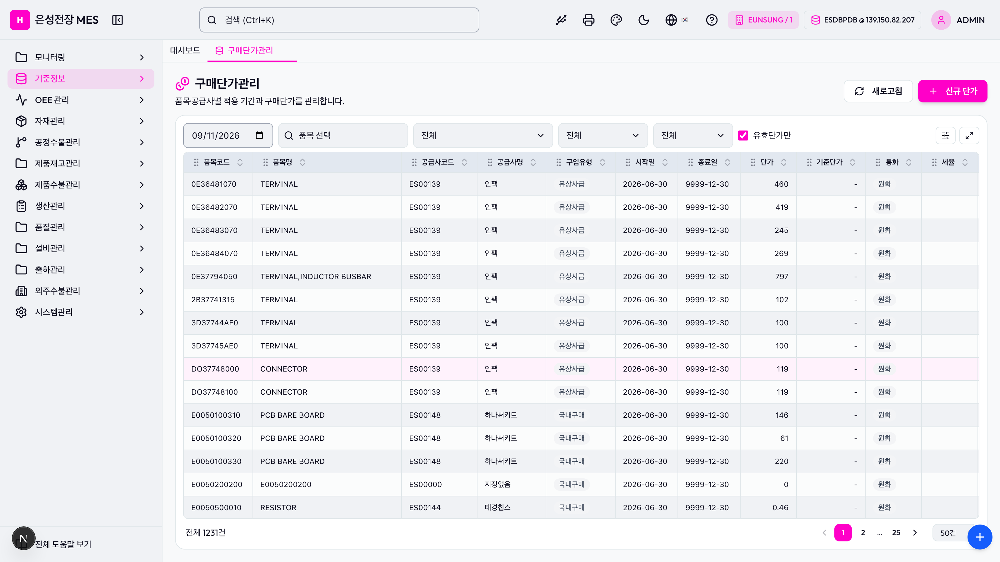 H 은성전장 MES
검색 (Ctrl+K)
EUNSUNG / 1
ESDBPDB @ 139.150.82.207
ADMIN
모니터링
기준정보
OEE 관리
자재관리
공정수불관리
제품재고관리
제품수불관리
생산관리
품질관리
설비관리
출하관리
외주수불관리
시스템관리
N 전체 도움말 보기
대시보드 구매단가관리
구매단가관리
품목·공급사별 적용 기간과 구매단가를 관리합니다.
새로고침 신규 단가
09/11/2026 품목 선택 전체 전체 전체 유효단가만
품목코드 품목명 공급사코드 공급사명 구입유형 시작일 종료일 단가 기준단가 통화 세율
0E36481070 TERMINAL ES00139 인팩 유상사급 2026-06-30 9999-12-30 460 - 원화
0E36482070 TERMINAL ES00139 인팩 유상사급 2026-06-30 9999-12-30 419 - 원화
0E36483070 TERMINAL ES00139 인팩 유상사급 2026-06-30 9999-12-30 245 - 원화
0E36484070 TERMINAL ES00139 인팩 유상사급 2026-06-30 9999-12-30 269 - 원화
0E37794050 TERMINAL,INDUCTOR BUSBAR ES00139 인팩 유상사급 2026-06-30 9999-12-30 797 - 원화
2B37741315 TERMINAL ES00139 인팩 유상사급 2026-06-30 9999-12-30 102 - 원화
3D37744AE0 TERMINAL ES00139 인팩 유상사급 2026-06-30 9999-12-30 100 - 원화
3D37745AE0 TERMINAL ES00139 인팩 유상사급 2026-06-30 9999-12-30 100 - 원화
DO37748000 CONNECTOR ES00139 인팩 유상사급 2026-06-30 9999-12-30 119 - 원화
DO37748100 CONNECTOR ES00139 인팩 유상사급 2026-06-30 9999-12-30 119 - 원화
E0050100310 PCB BARE BOARD ES00148 하나써키트 국내구매 2026-06-30 9999-12-30 146 - 원화
E0050100320 PCB BARE BOARD ES00148 하나써키트 국내구매 2026-06-30 9999-12-30 61 - 원화
E0050100330 PCB BARE BOARD ES00148 하나써키트 국내구매 2026-06-30 9999-12-30 220 - 원화
E0050200200 E0050200200 ES00000 지정없음 국내구매 2026-06-30 9999-12-30 0 - 원화
E0050500010 RESISTOR ES00144 태경칩스 국내구매 2026-06-30 9999-12-30 0.46 - 원화
전체 1231건
1 2 ... 25 50건